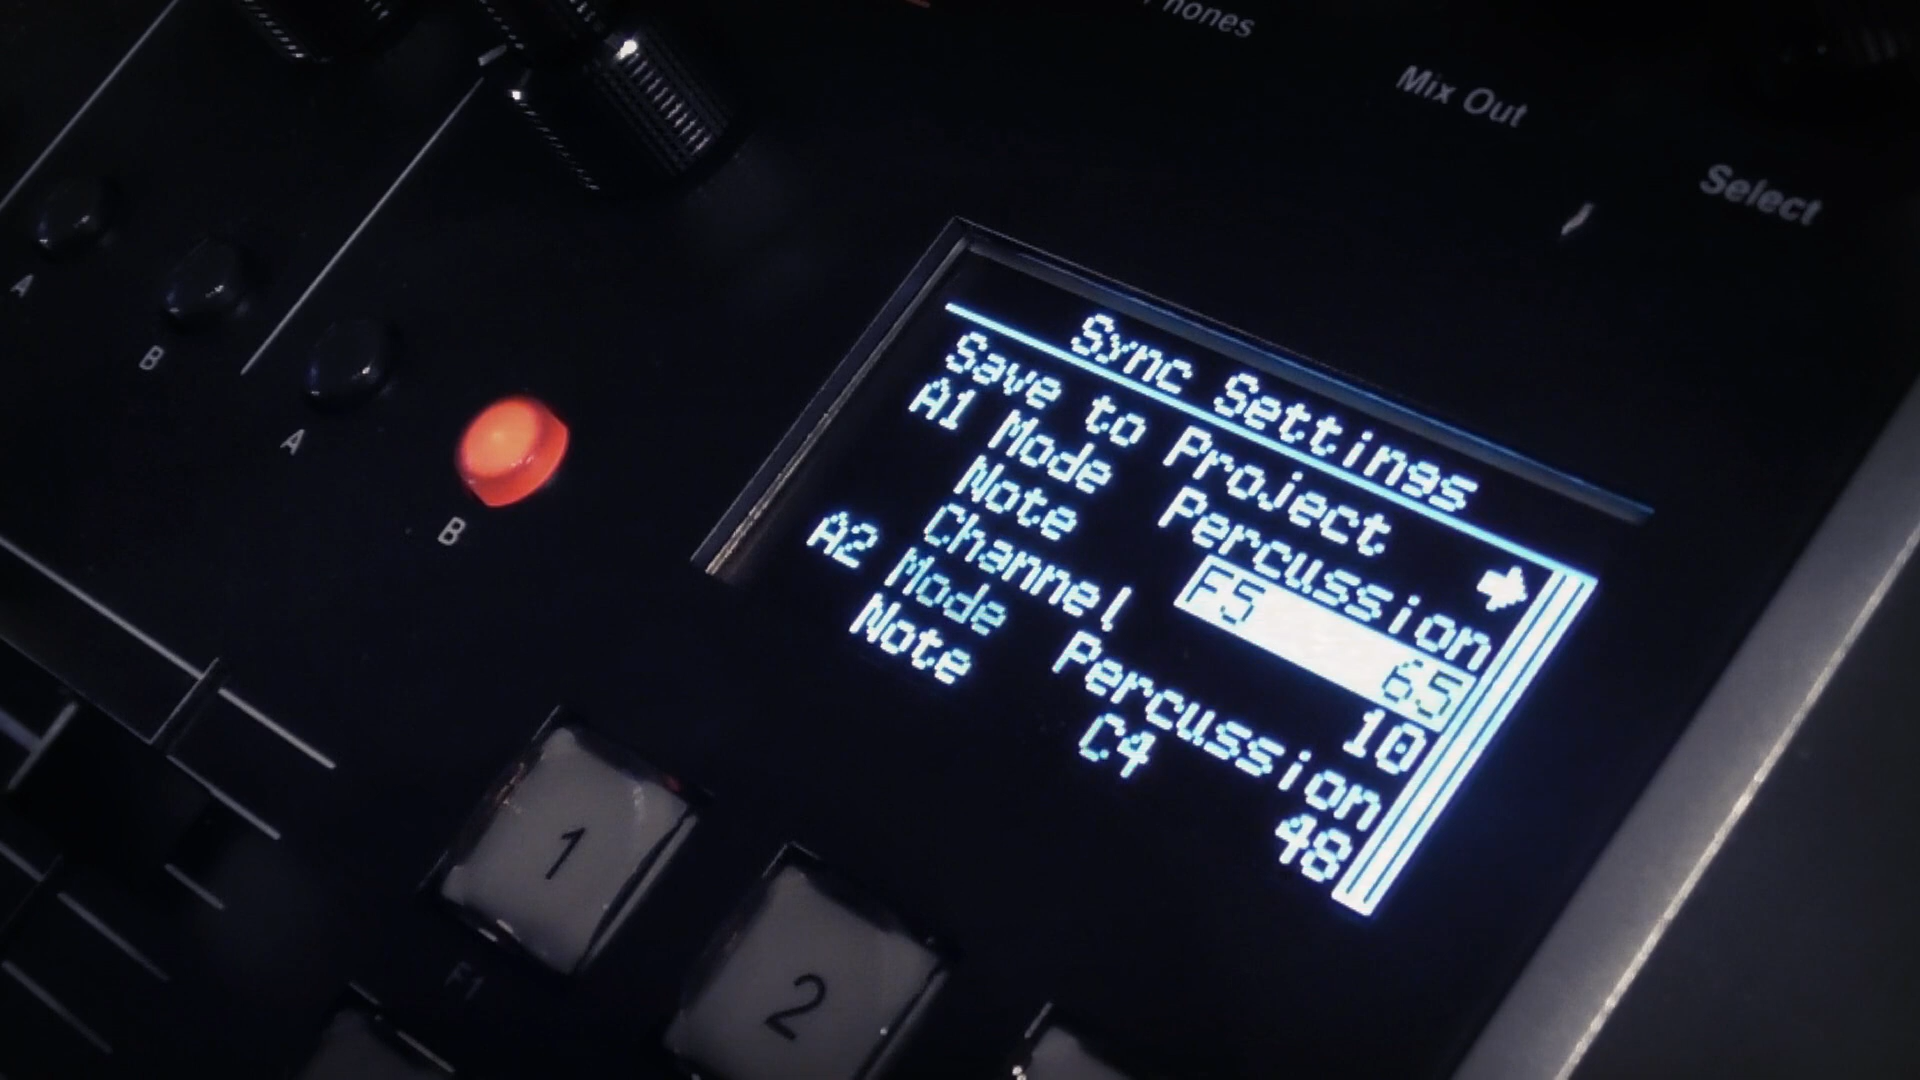 Mix Out
Select
A
B
A
B
Sync Settings
Save to Project
A1 Mode Percussion
Note F5 65
Channel 10
A2 Mode Percussion
Note C4 48
1
2
F1